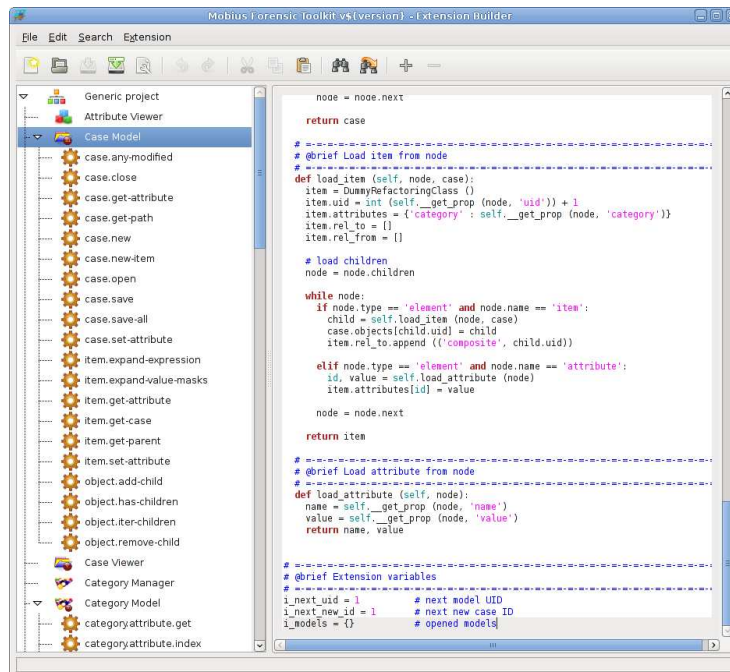 Mobius Forensic Toolkit v${version} - Extension Builder
File Edit Search Extension
Generic project
Attribute Viewer
Case Model
case.any-modified
case.close
case.get-attribute
case.get-path
case.new
case.new-item
case.open
case.save
case.save-all
case.set-attribute
item.expand-expression
item.expand-value-masks
item.get-attribute
item.get-case
item.get-parent
item.set-attribute
object.add-child
object.has-children
object.iter-children
object.remove-child
Case Viewer
Category Manager
Category Model
category.attribute.get
category.attribute.index
node = node.next
return case
# =-=-=-=-=-=-=-=-=-=-=-=-=-=-=-=-=-=-=-=-=-=-=-=-=-=-=-=-=-=-=-=-=-=-=-
# @brief Load item from node
# =-=-=-=-=-=-=-=-=-=-=-=-=-=-=-=-=-=-=-=-=-=-=-=-=-=-=-=-=-=-=-=-=-=-=-
def load_item (self, node, case):
item = DummyRefactoringClass ()
item.uid = int (self.__get_prop (node, 'uid')) + 1
item.attributes = {'category' : self.__get_prop (node, 'category')}
item.rel_to = []
item.rel_from = []
# load children
node = node.children
while node:
if node.type == 'element' and node.name == 'item':
child = self.load_item (node, case)
case.objects[child.uid] = child
item.rel_to.append (('composite', child.uid))
elif node.type == 'element' and node.name == 'attribute':
id, value = self.load_attribute (node)
item.attributes[id] = value
node = node.next
return item
# =-=-=-=-=-=-=-=-=-=-=-=-=-=-=-=-=-=-=-=-=-=-=-=-=-=-=-=-=-=-=-=-=-=-=-
# @brief Load attribute from node
# =-=-=-=-=-=-=-=-=-=-=-=-=-=-=-=-=-=-=-=-=-=-=-=-=-=-=-=-=-=-=-=-=-=-=-
def load_attribute (self, node):
name = self.__get_prop (node, 'name')
value = self.__get_prop (node, 'value')
return name, value
# =-=-=-=-=-=-=-=-=-=-=-=-=-=-=-=-=-=-=-=-=-=-=-=-=-=-=-=-=-=-=-=-=-=-=-=-
# @brief Extension variables
# =-=-=-=-=-=-=-=-=-=-=-=-=-=-=-=-=-=-=-=-=-=-=-=-=-=-=-=-=-=-=-=-=-=-=-=-
i_next_uid = 1 # next model UID
i_next_new_id = 1 # next new case ID
i_models = {} # opened models